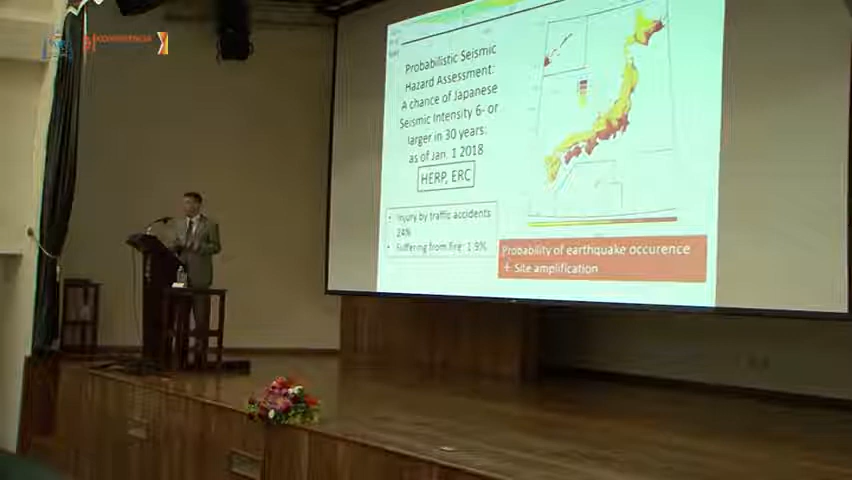 CONFERENCIA
Probabilistic Seismic
Hazard Assessment:
A chance of Japanese
Seismic Intensity 6- or
larger in 30 years:
as of Jan. 1 2018
HERP, ERC
• Injury by traffic accidents
24%
• Suffering from fire: 1.9%
Probability of earthquake occurence
+ Site amplification